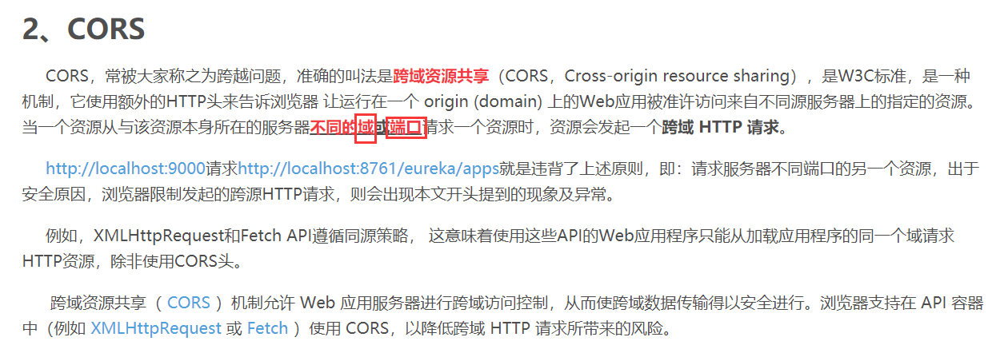 2、CORS
CORS，常被大家称之为跨越问题，准确的叫法是跨域资源共享（CORS，Cross-origin resource sharing），是W3C标准，是一种
机制，它使用额外的HTTP头来告诉浏览器 让运行在一个 origin (domain) 上的Web应用被准许访问来自不同源服务器上的指定的资源。
当一个资源从与该资源本身所在的服务器不同的域或端口请求一个资源时，资源会发起一个跨域 HTTP 请求。
http://localhost:9000请求http://localhost:8761/eureka/apps就是违背了上述原则，即：请求服务器不同端口的另一个资源，出于
安全原因，浏览器限制发起的跨源HTTP请求，则会出现本文开头提到的现象及异常。
例如，XMLHttpRequest和Fetch API遵循同源策略， 这意味着使用这些API的Web应用程序只能从加载应用程序的同一个域请求
HTTP资源，除非使用CORS头。
跨域资源共享（ CORS ）机制允许 Web 应用服务器进行跨域访问控制，从而使跨域数据传输得以安全进行。浏览器支持在 API 容器
中（例如 XMLHttpRequest 或 Fetch ）使用 CORS，以降低跨域 HTTP 请求所带来的风险。